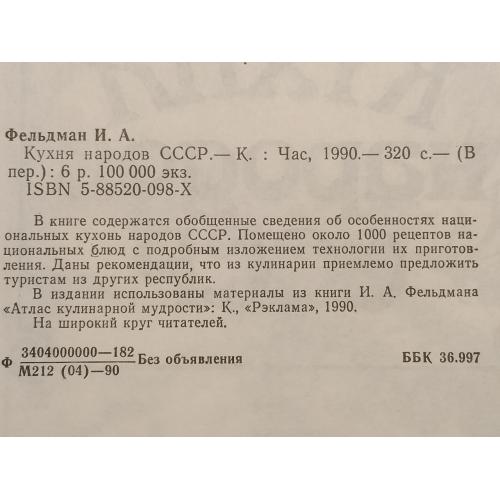 Фельдман И. А.
Кухня народов СССР.— К. : Час, 1990.— 320 с.— (В
пер.) : 6 р. 100 000 экз.
ISBN 5-88520-098-X
В книге содержатся обобщенные сведения об особенностях наци-
ональных кухонь народов СССР. Помещено около 1000 рецептов на-
циональных блюд с подробным изложением технологии их приготов-
ления. Даны рекомендации, что из кулинарии приемлемо предложить
туристам из других республик.
В издании использованы материалы из книги И. А. Фельдмана
«Атлас кулинарной мудрости»: К., «Рэклама», 1990.
На широкий круг читателей.
Ф 3404000000—182 Без объявления ББК 36.997
М212 (04)—90